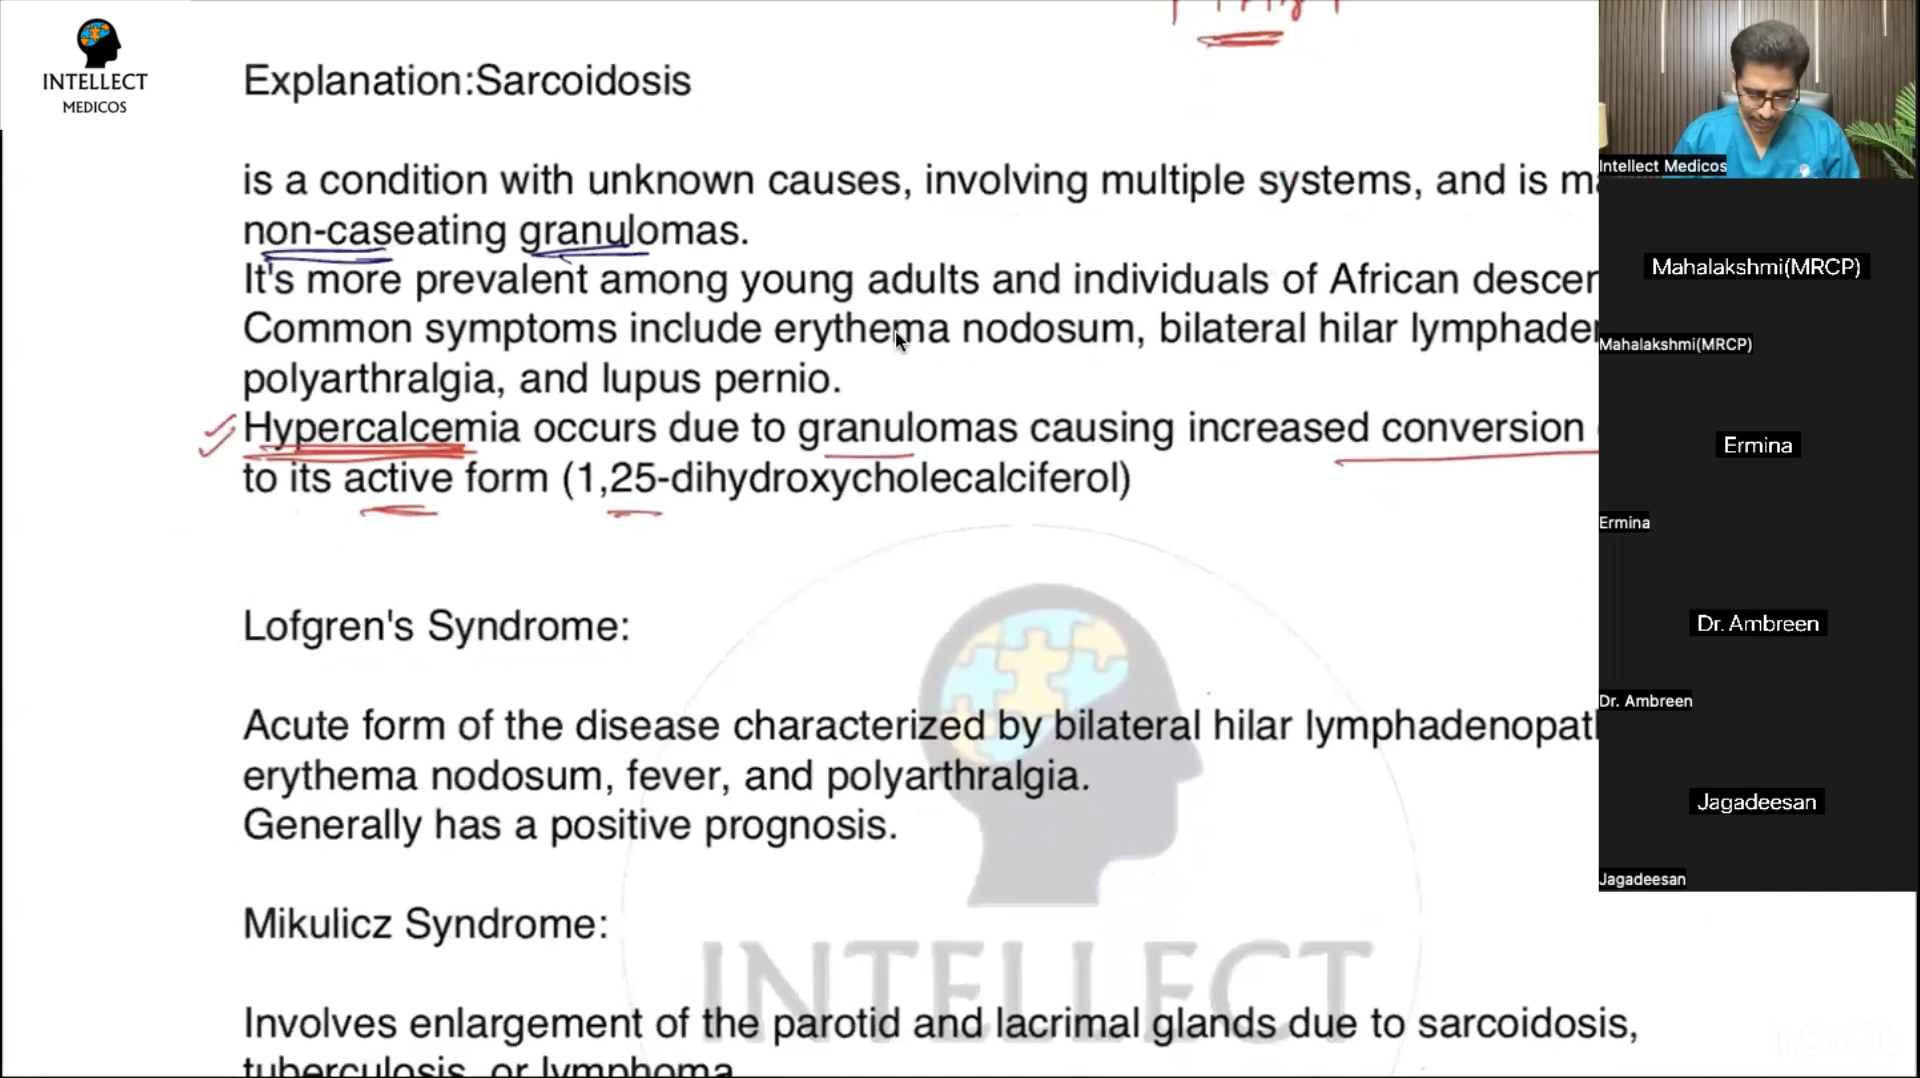 INTELLECT
MEDICOS
Explanation:Sarcoidosis
is a condition with unknown causes, involving multiple systems, and is
non-caseating granulomas.
It's more prevalent among young adults and individuals of African
Common symptoms include erythema nodosum, bilateral hilar
polyarthralgia, and lupus pernio.
Hypercalcemia occurs due to granulomas causing increased conversion
to its active form (1,25-dihydroxycholecalciferol)
Lofgren's Syndrome:
Acute form of the disease characterized by bilateral hilar
erythema nodosum, fever, and polyarthralgia.
Generally has a positive prognosis.
Mikulicz Syndrome:
Involves enlargement of the parotid and lacrimal glands due to sarcoidosis,
tuberculosis, or lymphoma
INTELLECT
Intellect Medicos
Mahalakshmi(MRCP)
Mahalakshmi(MRCP)
Ermina
Ermina
Dr. Ambreen
Dr. Ambreen
Jagadeesan
Jagadeesan